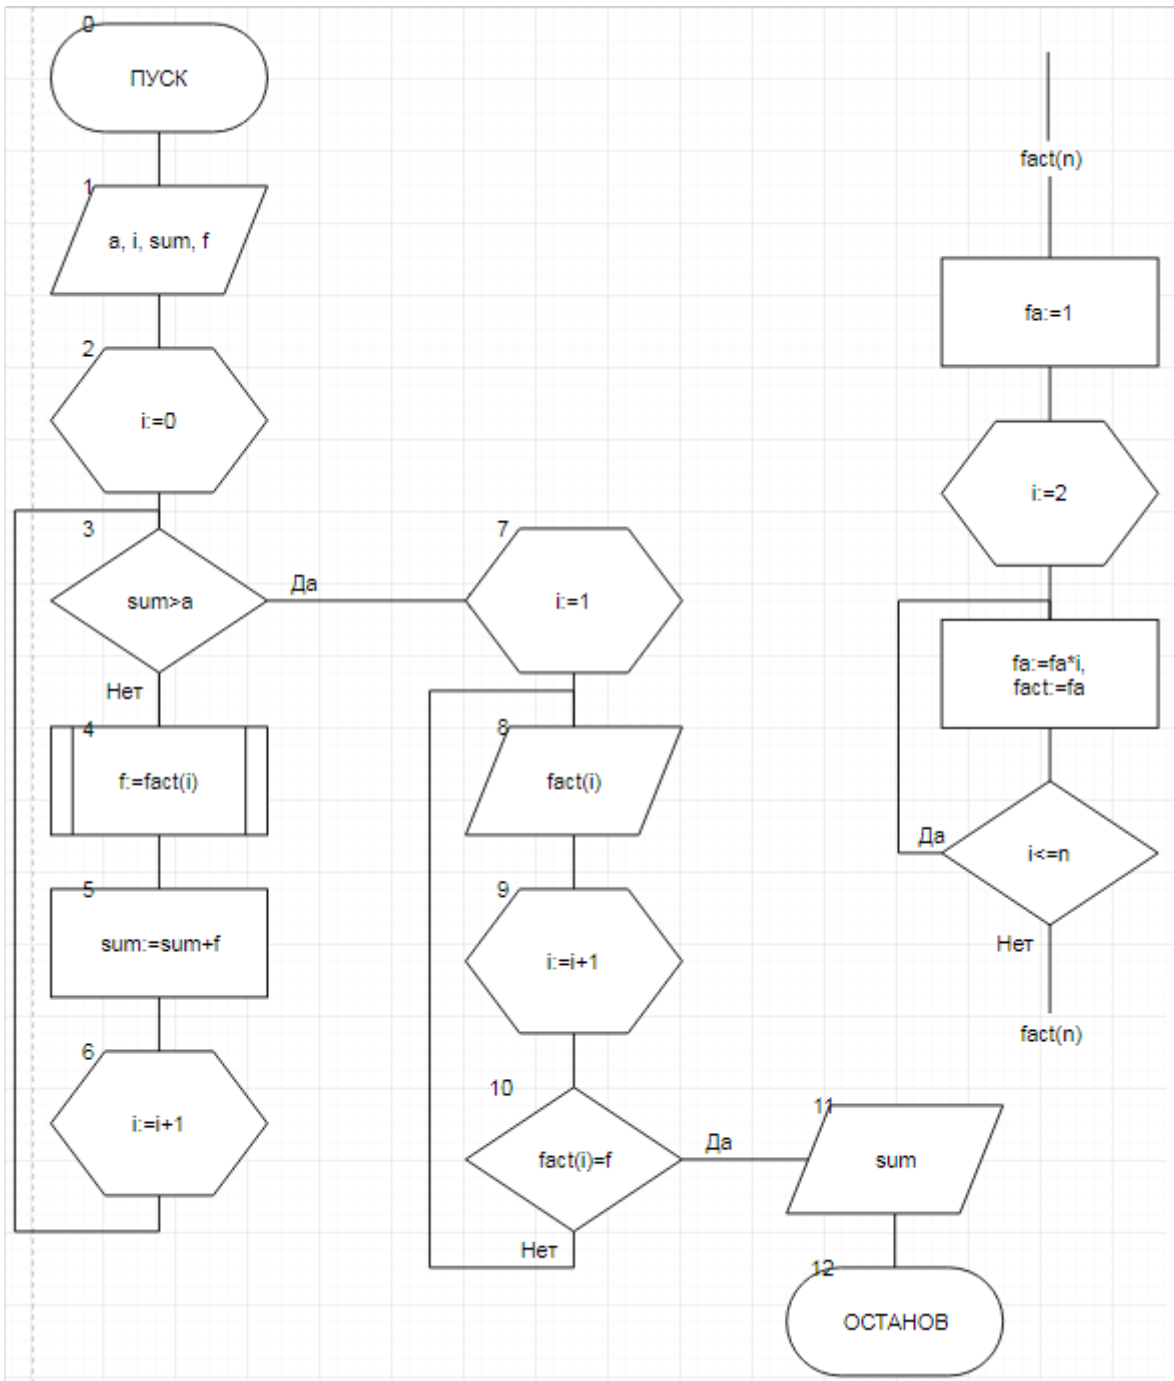 0
ПУСК
1
a, i, sum, f
2
i:=0
3
sum>a
Да
Нет
4
f:=fact(i)
5
sum:=sum+f
6
i:=i+1
7
i:=1
8
fact(i)
9
i:=i+1
10
fact(i)=f
Да
Нет
11
sum
12
ОСТАНОВ
fact(n)
fa:=1
i:=2
fa:=fa*i,
fact:=fa
Да
i<=n
Нет
fact(n)